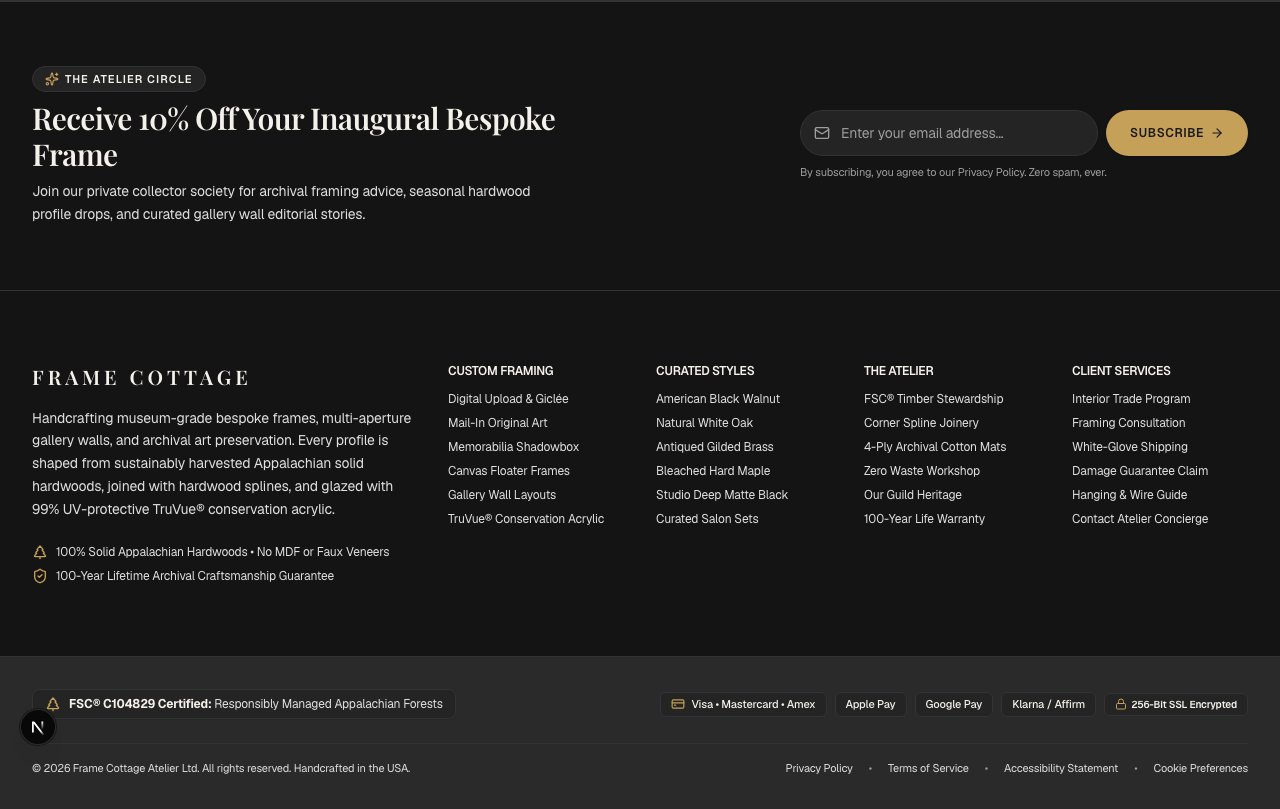 THE ATELIER CIRCLE
Receive 10% Off Your Inaugural Bespoke
Frame
Join our private collector society for archival framing advice, seasonal hardwood
profile drops, and curated gallery wall editorial stories.
Enter your email address...
SUBSCRIBE
By subscribing, you agree to our Privacy Policy. Zero spam, ever.
FRAME COTTAGE
Handcrafting museum-grade bespoke frames, multi-aperture
gallery walls, and archival art preservation. Every profile is
shaped from sustainably harvested Appalachian solid
hardwoods, joined with hardwood splines, and glazed with
99% UV-protective TruVue® conservation acrylic.
100% Solid Appalachian Hardwoods • No MDF or Faux Veneers
100-Year Lifetime Archival Craftsmanship Guarantee
CUSTOM FRAMING
Digital Upload & Giclée
Mail-In Original Art
Memorabilia Shadowbox
Canvas Floater Frames
Gallery Wall Layouts
TruVue® Conservation Acrylic
CURATED STYLES
American Black Walnut
Natural White Oak
Antiqued Gilded Brass
Bleached Hard Maple
Studio Deep Matte Black
Curated Salon Sets
THE ATELIER
FSC® Timber Stewardship
Corner Spline Joinery
4-Ply Archival Cotton Mats
Zero Waste Workshop
Our Guild Heritage
100-Year Life Warranty
CLIENT SERVICES
Interior Trade Program
Framing Consultation
White-Glove Shipping
Damage Guarantee Claim
Hanging & Wire Guide
Contact Atelier Concierge
FSC® C104829 Certified: Responsibly Managed Appalachian Forests
Visa • Mastercard • Amex
Apple Pay
Google Pay
Klarna / Affirm
256-Bit SSL Encrypted
N
© 2026 Frame Cottage Atelier Ltd. All rights reserved. Handcrafted in the USA.
Privacy Policy • Terms of Service • Accessibility Statement • Cookie Preferences